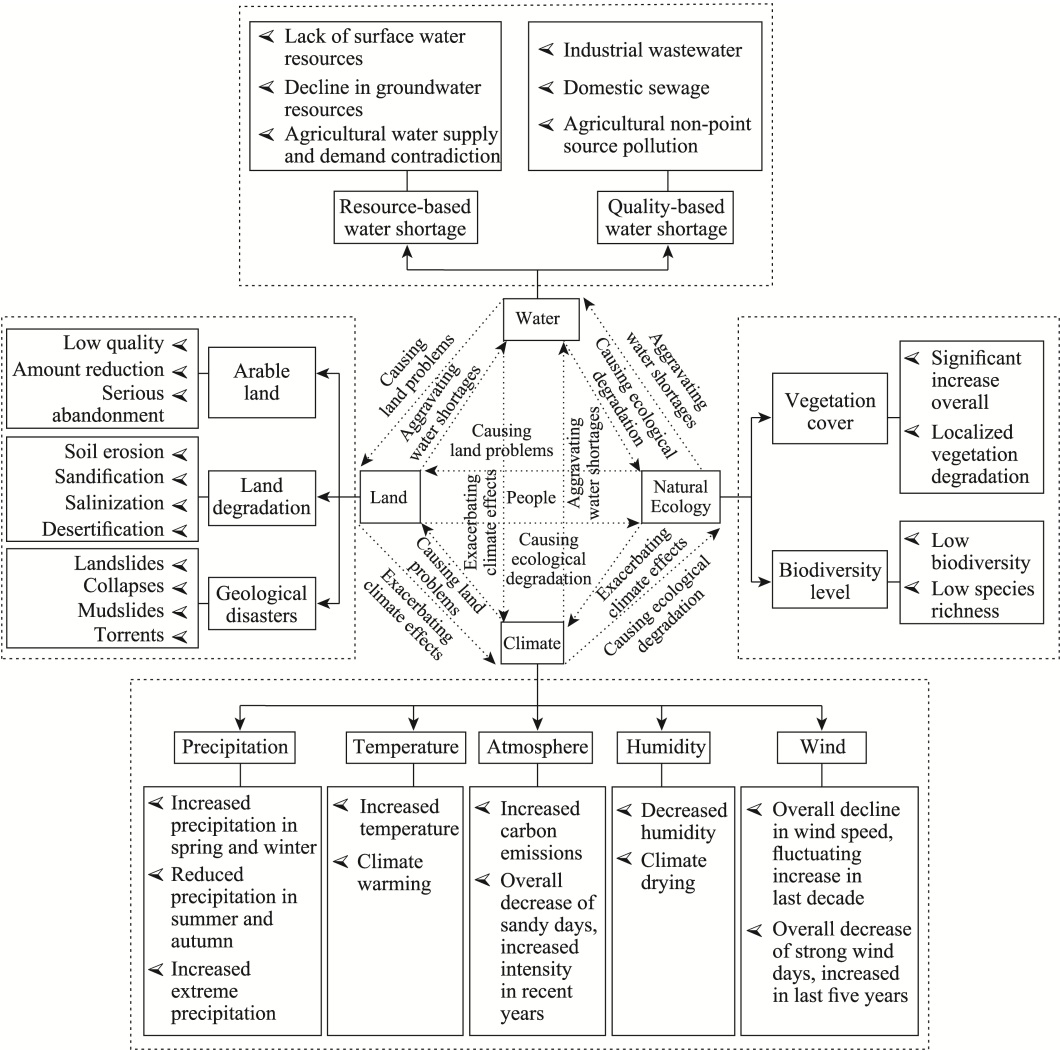 Lack of surface water
resources
Decline in groundwater
resources
Agricultural water supply
and demand contradiction
Industrial wastewater
Domestic sewage
Agricultural non-point
source pollution
Resource-based
water shortage
Quality-based
water shortage
Water
Low quality
Amount reduction
Serious
abandonment
Arable
land
Soil erosion
Sandification
Salinization
Desertification
Land
degradation
Landslides
Collapses
Mudslides
Torrents
Geological
disasters
Causing
land problems
Aggravating
water shortages
Causing ecological
degradation
Aggravating
water shortages
Causing
land problems
Aggravating
water shortages
Land
People
Natural
Ecology
Exacerbating
climate effects
Causing
ecological
degradation
Causing land
problems
Exacerbating
climate effects
Exacerbating
climate effects
Causing ecological
degradation
Climate
Vegetation
cover
Significant
increase
overall
Localized
vegetation
degradation
Biodiversity
level
Low
biodiversity
Low species
richness
Precipitation
Temperature
Atmosphere
Humidity
Wind
Increased
precipitation in
spring and winter
Reduced
precipitation in
summer and
autumn
Increased
extreme
precipitation
Increased
temperature
Climate
warming
Increased
carbon
emissions
Overall
decrease of
sandy days,
increased
intensity
in recent
years
Decreased
humidity
Climate
drying
Overall decline
in wind speed,
fluctuating
increase in
last decade
Overall decrease
of strong wind
days, increased
in last five years